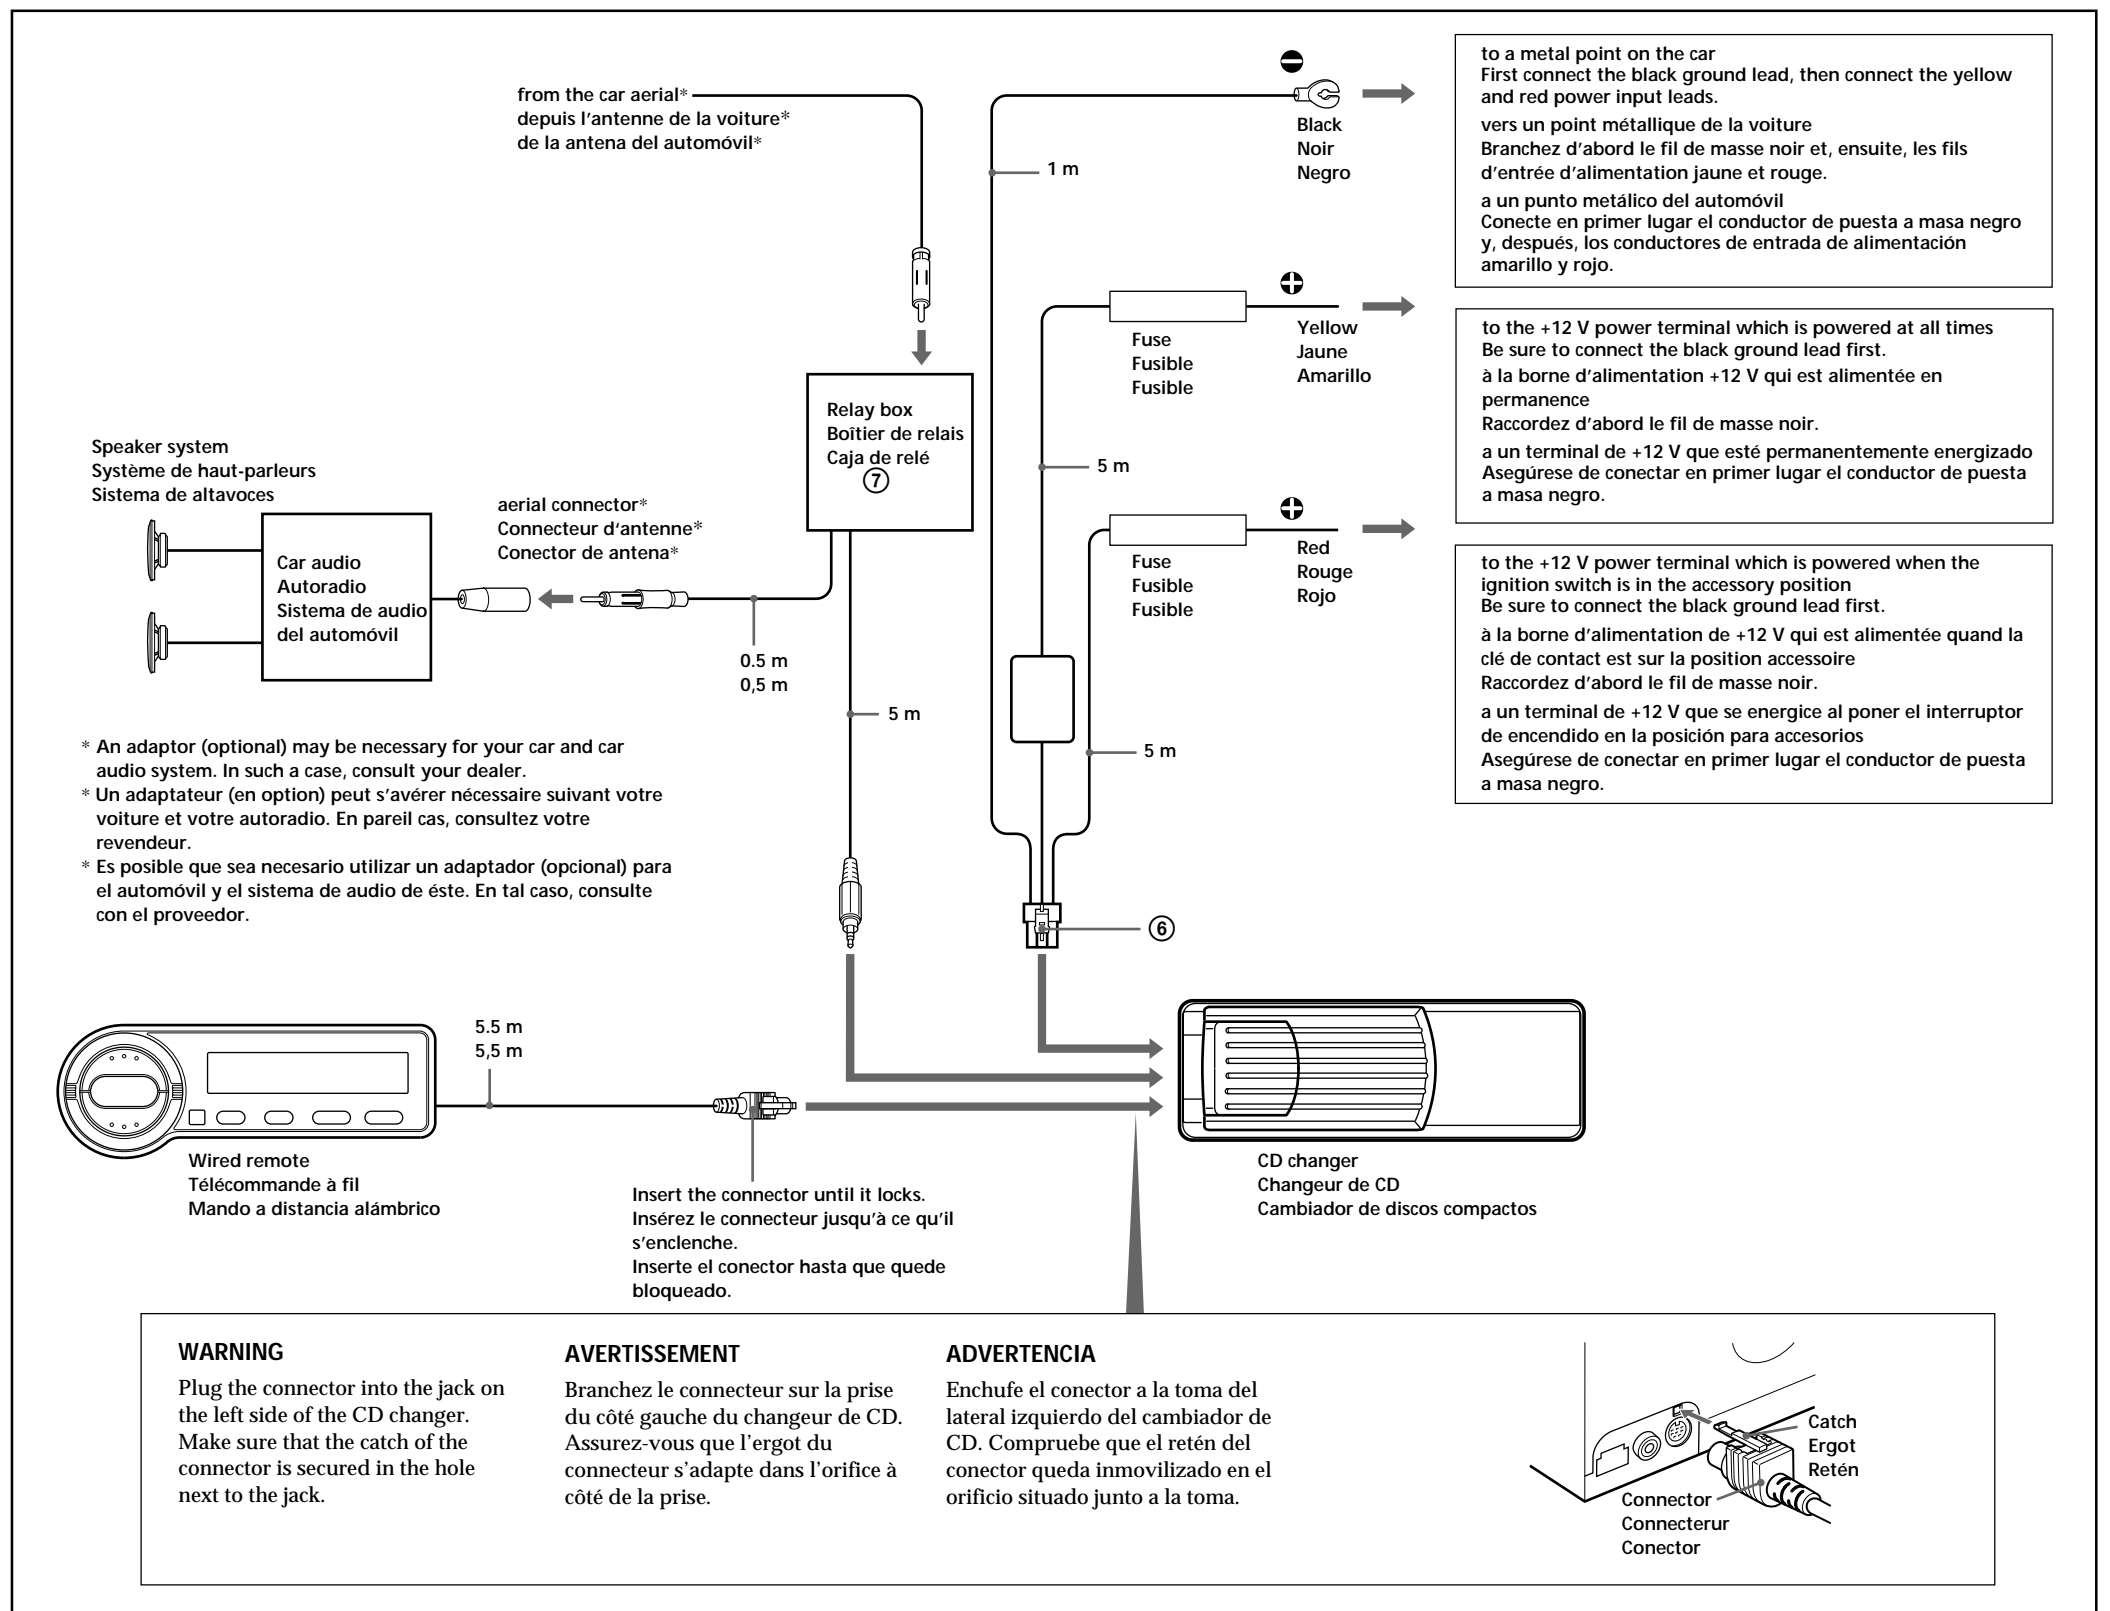 from the car aerial*
depuis l'antenne de la voiture*
de la antena del automóvil*
Black
Noir
Negro
1 m
to a metal point on the car
First connect the black ground lead, then connect the yellow
and red power input leads.
vers un point métallique de la voiture
Branchez d'abord le fil de masse noir et, ensuite, les fils
d'entrée d'alimentation jaune et rouge.
a un punto metálico del automóvil
Conecte en primer lugar el conductor de puesta a masa negro
y, después, los conductores de entrada de alimentación
amarillo y rojo.
Fuse
Fusible
Fusible
Yellow
Jaune
Amarillo
to the +12 V power terminal which is powered at all times
Be sure to connect the black ground lead first.
à la borne d'alimentation +12 V qui est alimentée en
permanence
Raccordez d'abord le fil de masse noir.
a un terminal de +12 V que esté permanentemente energizado
Asegúrese de conectar en primer lugar el conductor de puesta
a masa negro.
Relay box
Boîtier de relais
Caja de relé
⑦
5 m
Speaker system
Système de haut-parleurs
Sistema de altavoces
aerial connector*
Connecteur d'antenne*
Conector de antena*
Car audio
Autoradio
Sistema de audio
del automóvil
0.5 m
0,5 m
5 m
Fuse
Fusible
Fusible
Red
Rouge
Rojo
5 m
to the +12 V power terminal which is powered when the
ignition switch is in the accessory position
Be sure to connect the black ground lead first.
à la borne d'alimentation de +12 V qui est alimentée quand la
clé de contact est sur la position accessoire
Raccordez d'abord le fil de masse noir.
a un terminal de +12 V que se energice al poner el interruptor
de encendido en la posición para accesorios
Asegúrese de conectar en primer lugar el conductor de puesta
a masa negro.
* An adaptor (optional) may be necessary for your car and car
audio system. In such a case, consult your dealer.
* Un adaptateur (en option) peut s'avérer nécessaire suivant votre
voiture et votre autoradio. En pareil cas, consultez votre
revendeur.
* Es posible que sea necesario utilizar un adaptador (opcional) para
el automóvil y el sistema de audio de éste. En tal caso, consulte
con el proveedor.
⑥
5.5 m
5,5 m
Wired remote
Télécommande à fil
Mando a distancia alámbrico
Insert the connector until it locks.
Insérez le connecteur jusqu'à ce qu'il
s'enclenche.
Inserte el conector hasta que quede
bloqueado.
CD changer
Changeur de CD
Cambiador de discos compactos
WARNING
Plug the connector into the jack on
the left side of the CD changer.
Make sure that the catch of the
connector is secured in the hole
next to the jack.
AVERTISSEMENT
Branchez le connecteur sur la prise
du côté gauche du changeur de CD.
Assurez-vous que l'ergot du
connecteur s'adapte dans l'orifice à
côté de la prise.
ADVERTENCIA
Enchufe el conector a la toma del
lateral izquierdo del cambiador de
CD. Compruebe que el retén del
conector queda inmovilizado en el
orificio situado junto a la toma.
Catch
Ergot
Retén
Connector
Connecterur
Conector